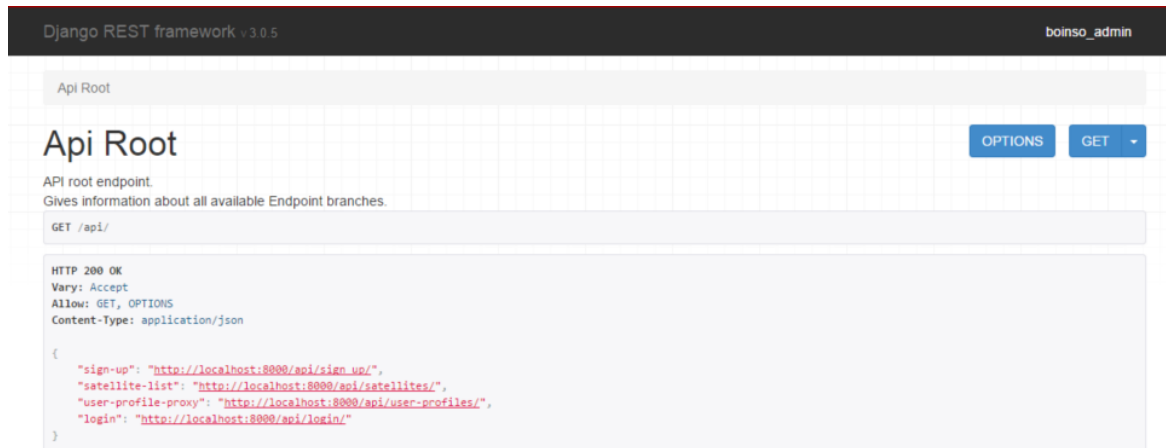 Django REST framework v 3.0.5
boinso_admin
Api Root
Api Root
OPTIONS
GET
API root endpoint.
Gives information about all available Endpoint branches.
GET /api/
HTTP 200 OK
Vary: Accept
Allow: GET, OPTIONS
Content-Type: application/json
{
"sign-up": "http://localhost:8000/api/sign_up/",
"satellite-list": "http://localhost:8000/api/satellites/",
"user-profile-proxy": "http://localhost:8000/api/user-profiles/",
"login": "http://localhost:8000/api/login/"
}